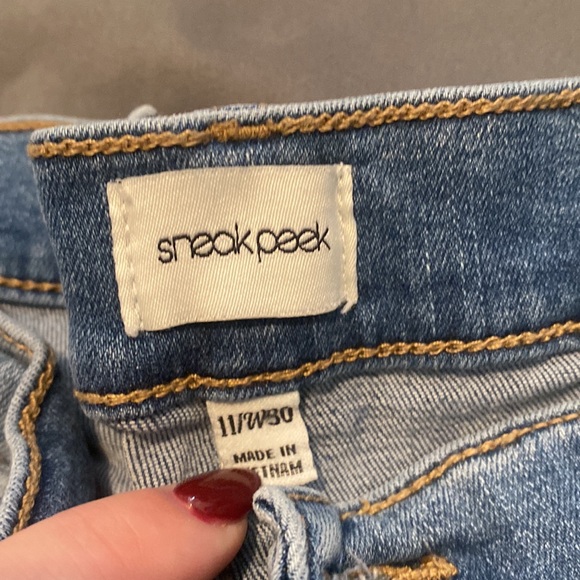 sneakpeek
11/W30
MADE IN
VIETNAM